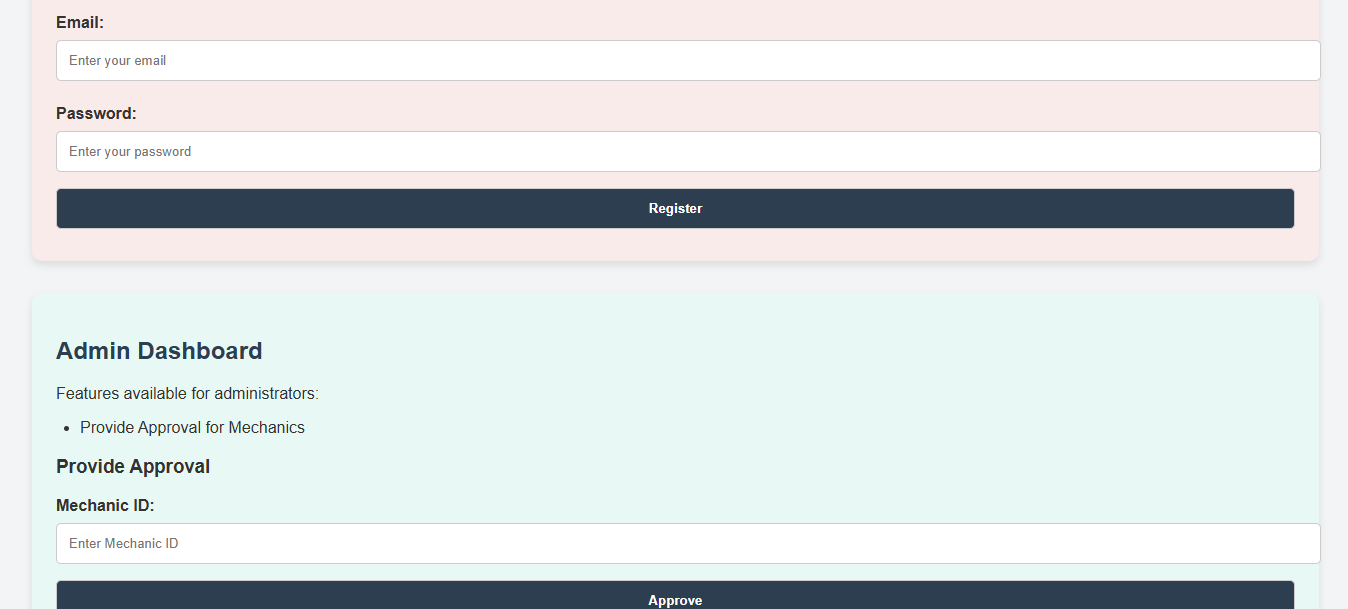 Email:
Enter your email
Password:
Enter your password
Register
Admin Dashboard
Features available for administrators:
Provide Approval for Mechanics
Provide Approval
Mechanic ID:
Enter Mechanic ID
Approve